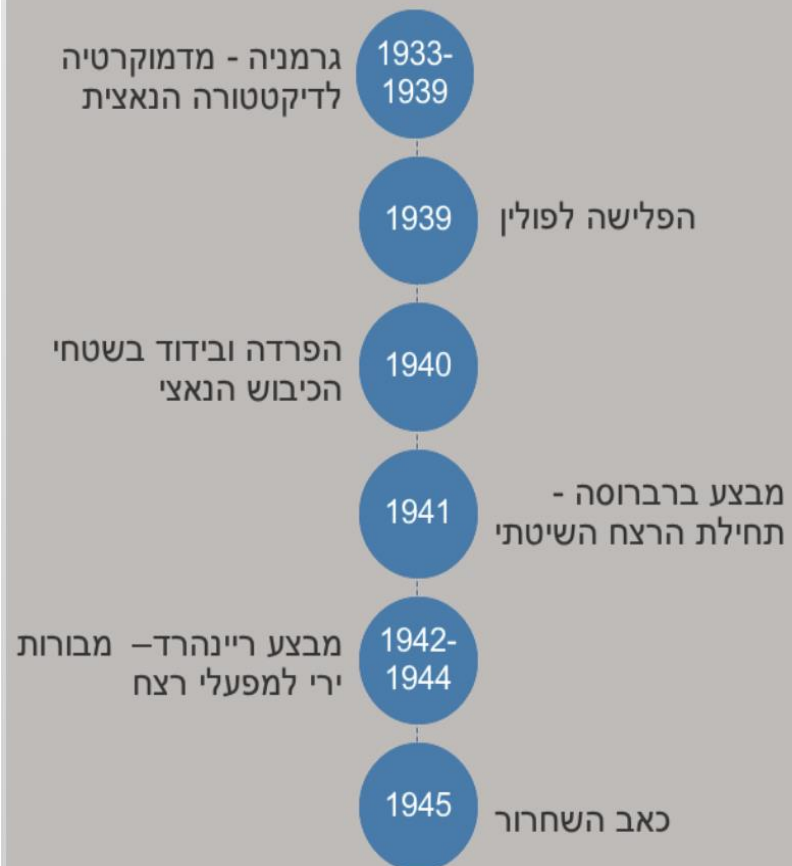 1933-
1939
גרמניה - מדמוקרטיה
לדיקטטורה הנאצית
1939
הפלישה לפולין
1940
הפרדה ובידוד בשטחי
הכיבוש הנאצי
1941
מבצע ברברוסה -
תחילת הרצח השיטתי
1942-
1944
מבצע ריינהרד– מבורות
ירי למפעלי רצח
1945
כאב השחרור